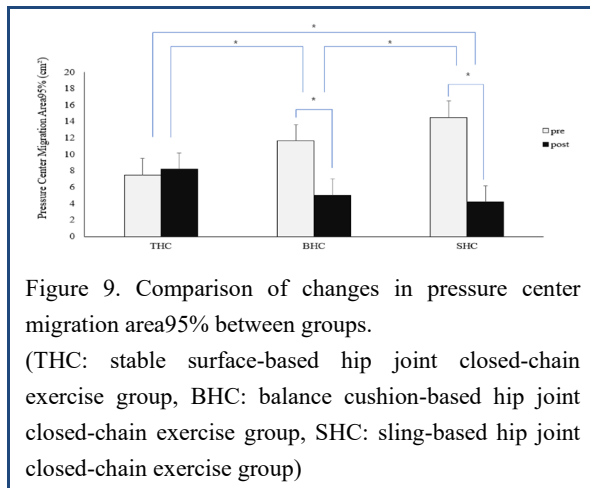 *
* *
Pressure Center Migration Area95% (cm²)
20
18
16
14
12
10
8
6
4
2
0
* *
pre
post
THC BHC SHC
Figure 9. Comparison of changes in pressure center
migration area95% between groups.
(THC: stable surface-based hip joint closed-chain
exercise group, BHC: balance cushion-based hip joint
closed-chain exercise group, SHC: sling-based hip joint
closed-chain exercise group)